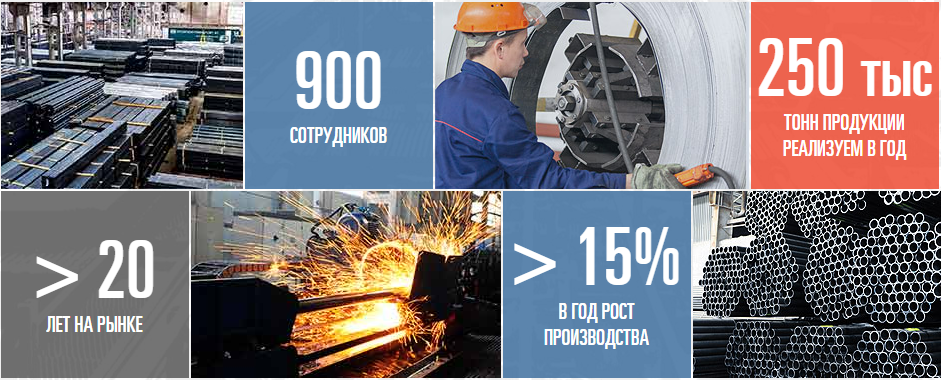 900
СОТРУДНИКОВ
250 тыс
ТОНН ПРОДУКЦИИ
РЕАЛИЗУЕМ В ГОД
> 20
ЛЕТ НА РЫНКЕ
> 15%
В ГОД РОСТ
ПРОИЗВОДСТВА